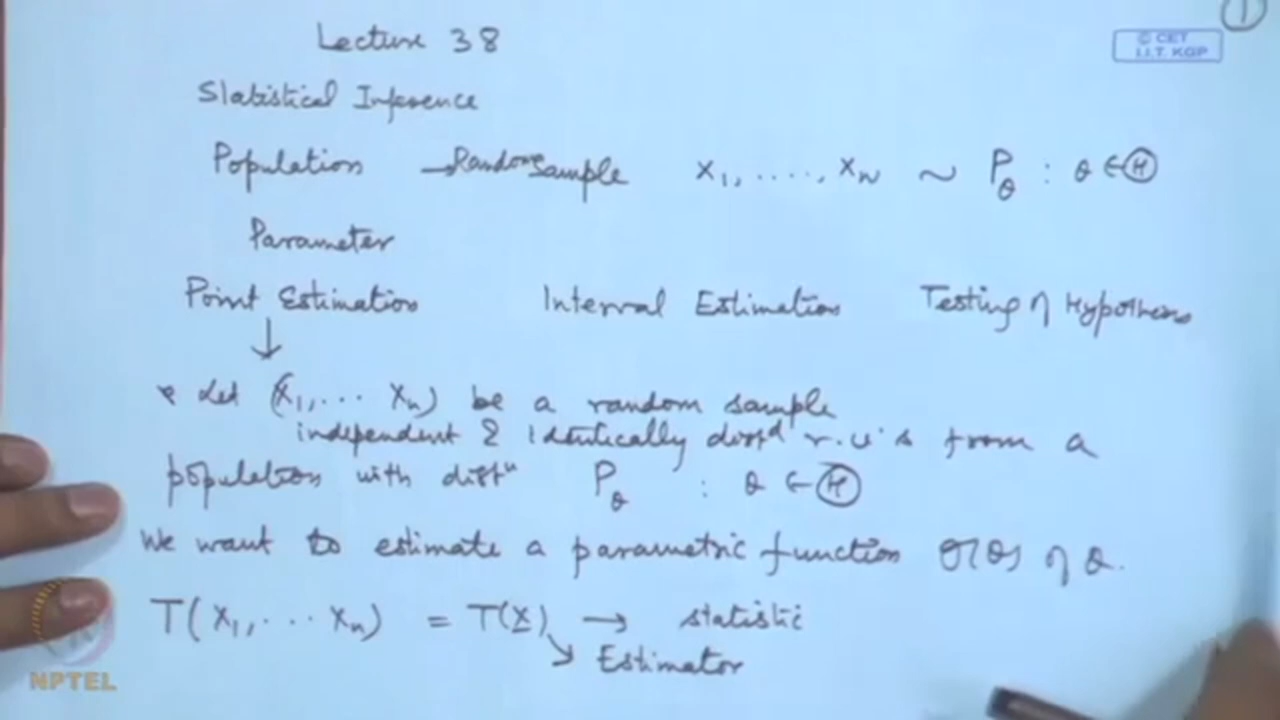 1
Lecture 38
© CET
I.I.T. KGP
Statistical Inference
Population → Random Sample X1, ...., Xn ~ Pθ : θ ∈ Ⓗ
Parameter
Point Estimation Interval Estimation Testing of Hypothesis
↓
Let (X1, ... Xn) be a random sample
independent & identically distd r.v.'s from a
population with distn Pθ : θ ∈ Ⓗ
We want to estimate a parametric function of θ.
T(X1, ... Xn) = T(X) → statistic
↘ Estimator
NPTEL